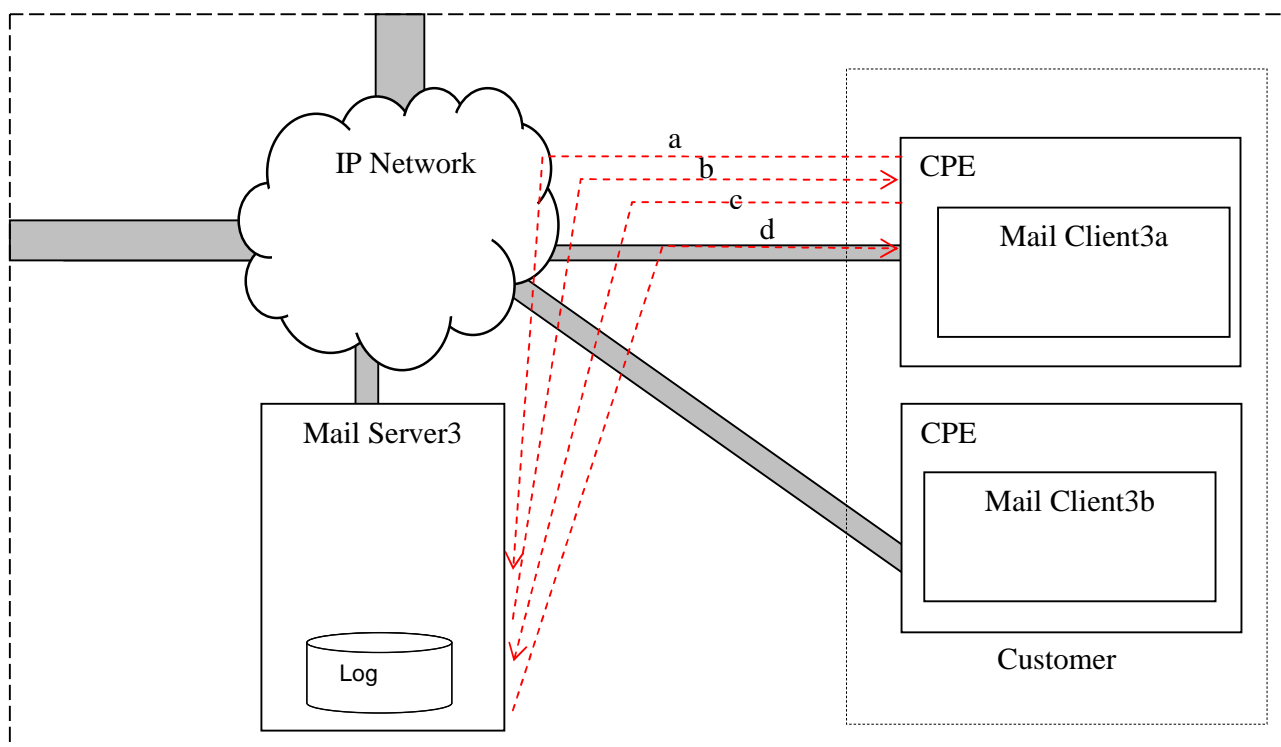 a
IP Network
b
CPE
c
d
Mail Client3a
CPE
Mail Server3
Mail Client3b
Log
Customer